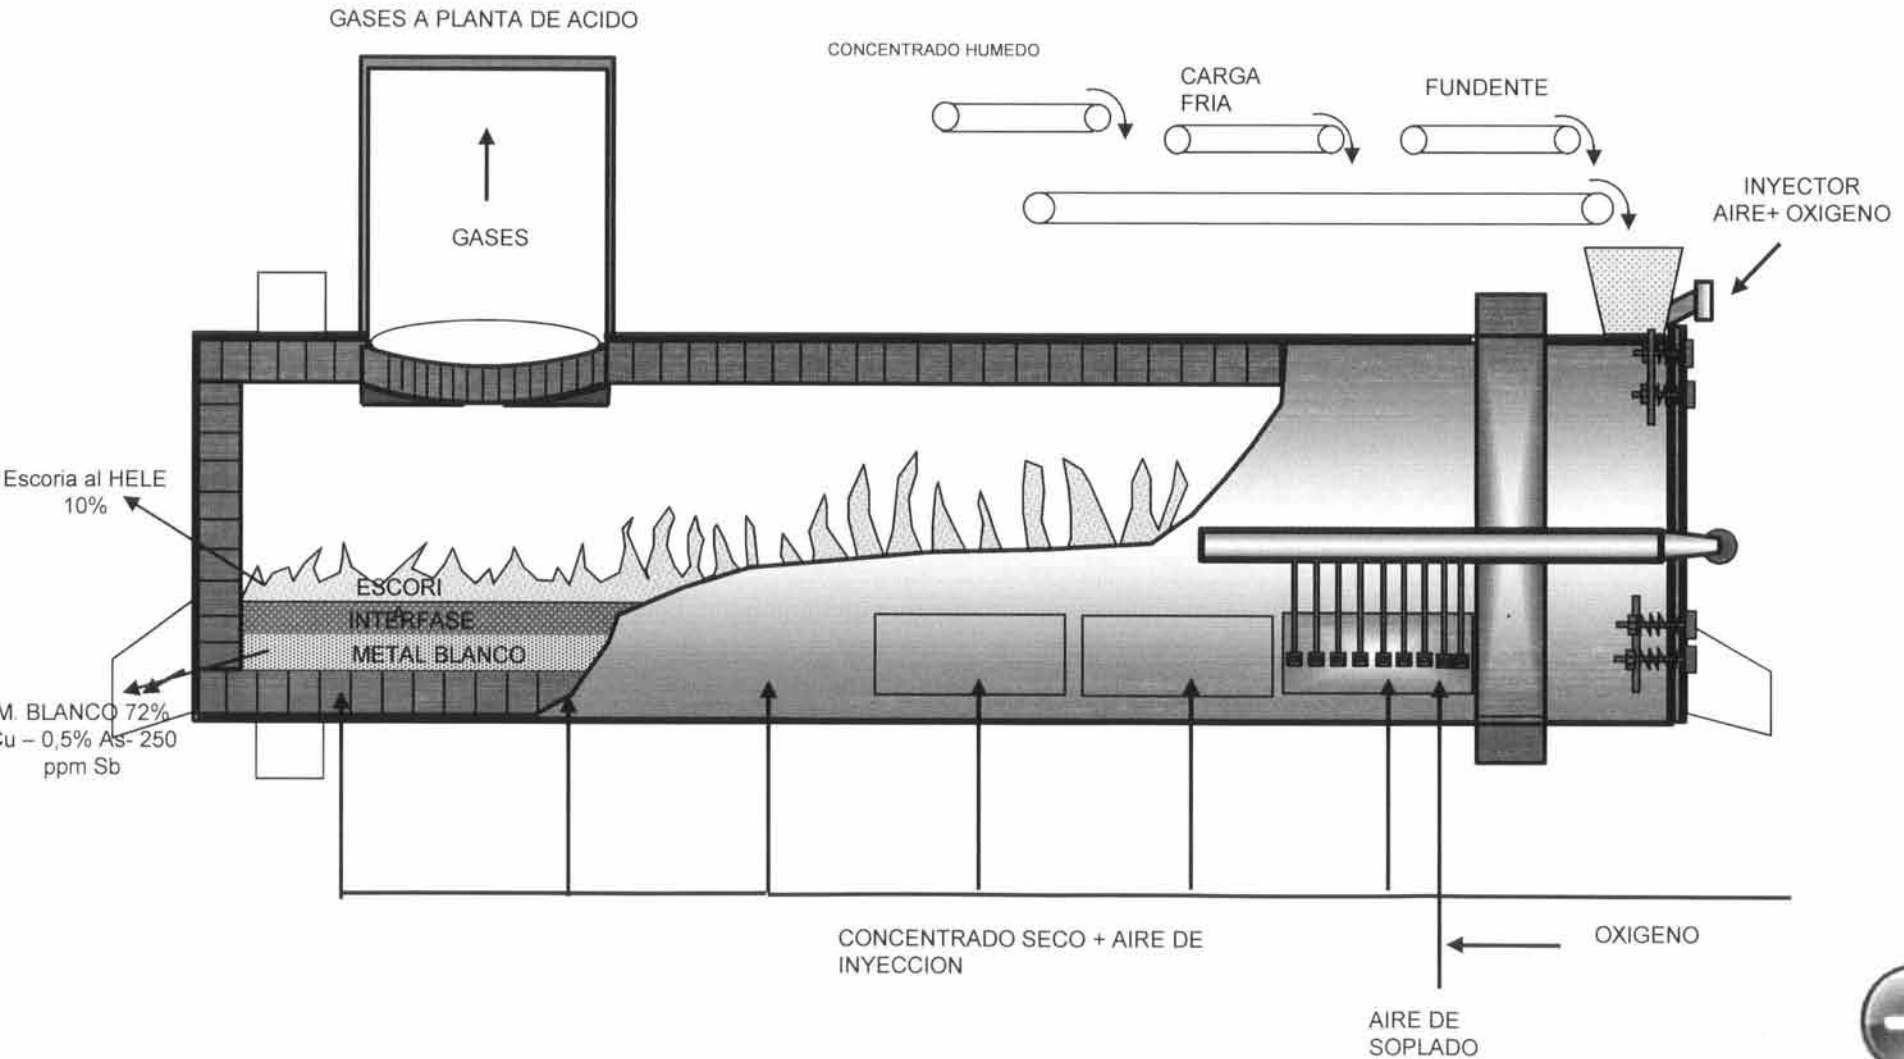 GASES A PLANTA DE ACIDO
CONCENTRADO HUMEDO
CARGA
FRIA
FUNDENTE
INYECTOR
AIRE+ OXIGENO
GASES
Escoria al HELE
10%
ESCORI
A
INTERFASE
METAL BLANCO
M. BLANCO 72%
Cu – 0,5% As- 250
ppm Sb
CONCENTRADO SECO + AIRE DE
INYECCION
OXIGENO
AIRE DE
SOPLADO